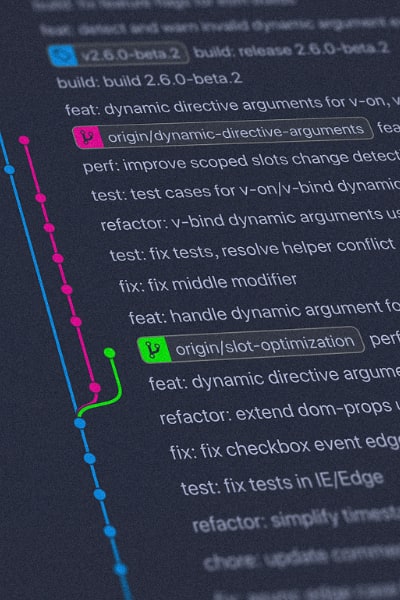 feat: detect and warn invalid dynamic argument
v2.6.0-beta.2 build: release 2.6.0-beta.2
build: build 2.6.0-beta.2
feat: dynamic directive arguments for v-on, v
origin/dynamic-directive-arguments fea
perf: improve scoped slots change detect
test: test cases for v-on/v-bind dynamic
refactor: v-bind dynamic arguments us
test: fix tests, resolve helper conflict
fix: fix middle modifier
feat: handle dynamic argument fo
origin/slot-optimization perf
feat: dynamic directive argume
refactor: extend dom-props u
fix: fix checkbox event edg
test: fix tests in IE/Edge
refactor: simplify timest
chore: update comme